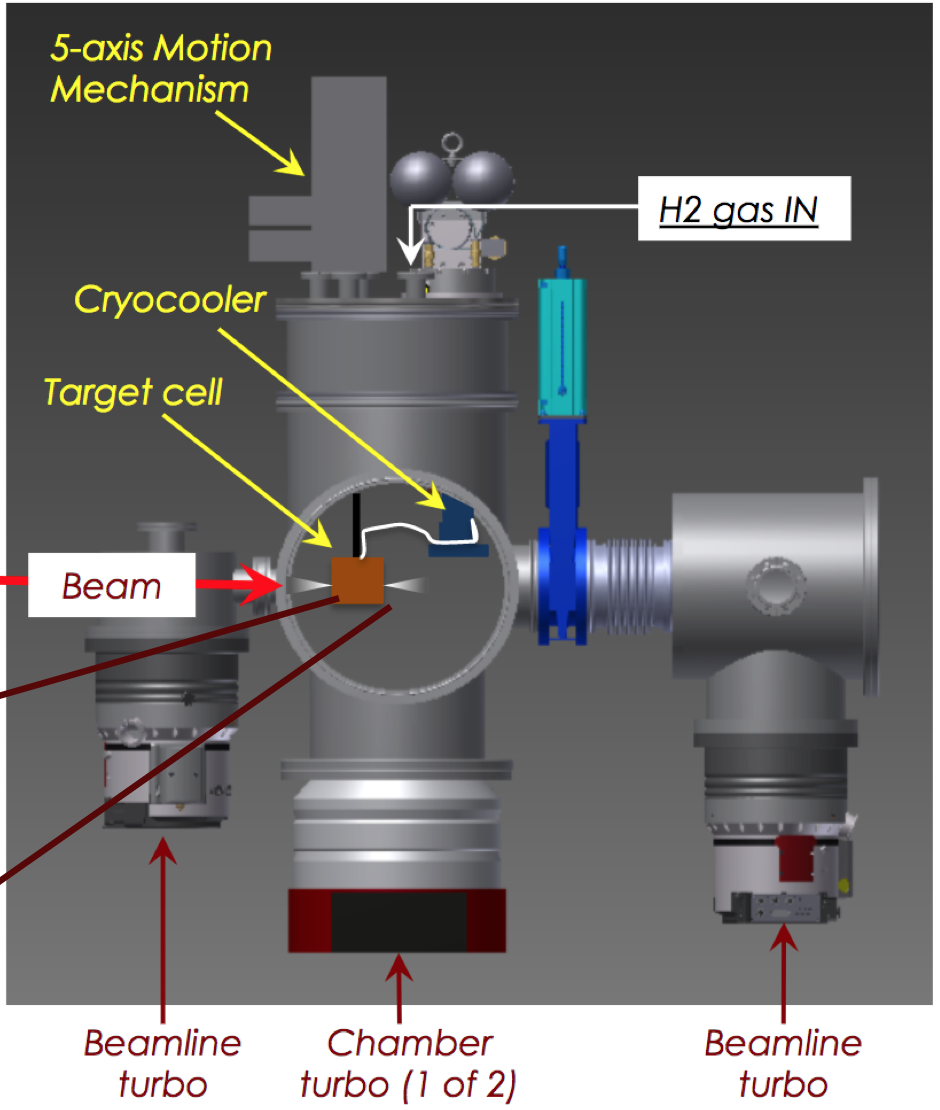 5-axis Motion
Mechanism
H2 gas IN
Cryocooler
Target cell
Beam
Beamline
turbo
Chamber
turbo (1 of 2)
Beamline
turbo